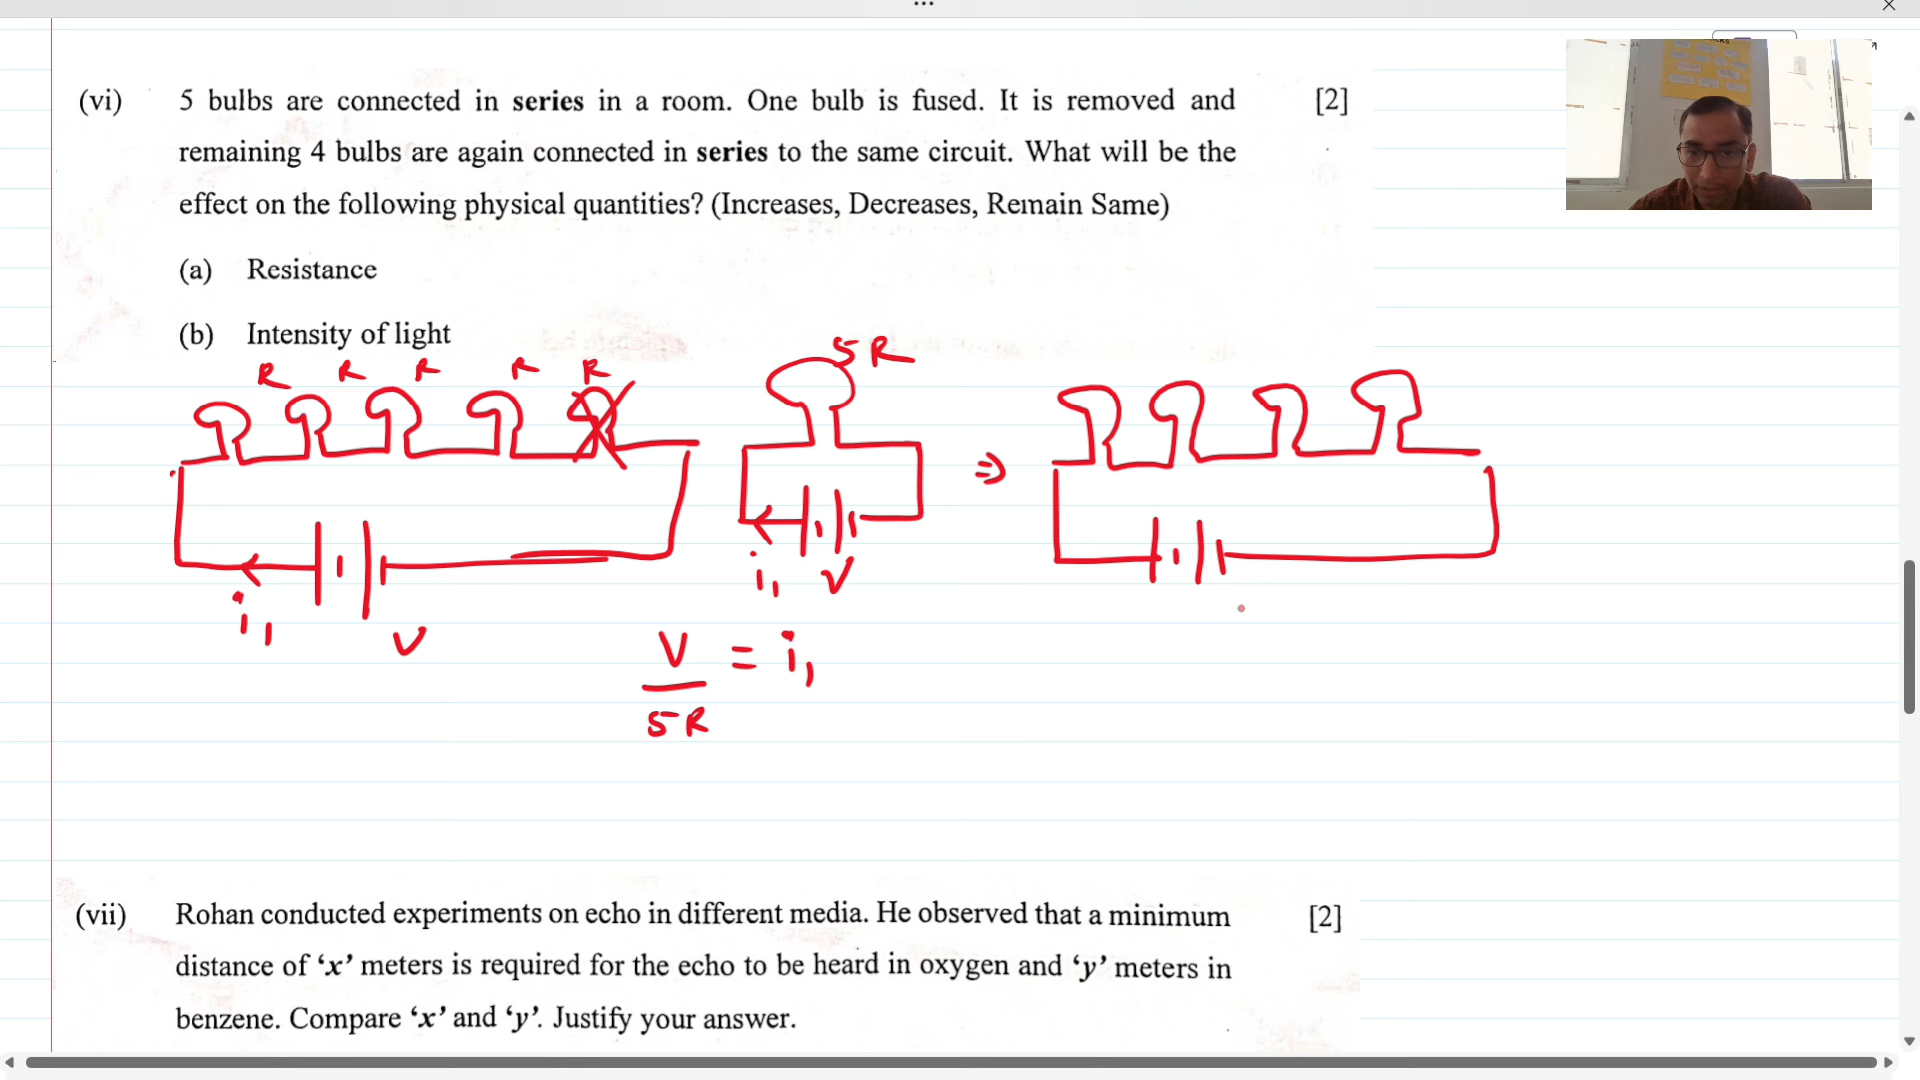 (vi) 5 bulbs are connected in series in a room. One bulb is fused. It is removed and [2]
remaining 4 bulbs are again connected in series to the same circuit. What will be the
effect on the following physical quantities? (Increases, Decreases, Remain Same)
(a) Resistance
(b) Intensity of light
R R R R R
5R
⇒
i₁ V
i₁ V
V/5R = i₁
(vii) Rohan conducted experiments on echo in different media. He observed that a minimum [2]
distance of ‘x’ meters is required for the echo to be heard in oxygen and ‘y’ meters in
benzene. Compare ‘x’ and ‘y’. Justify your answer.